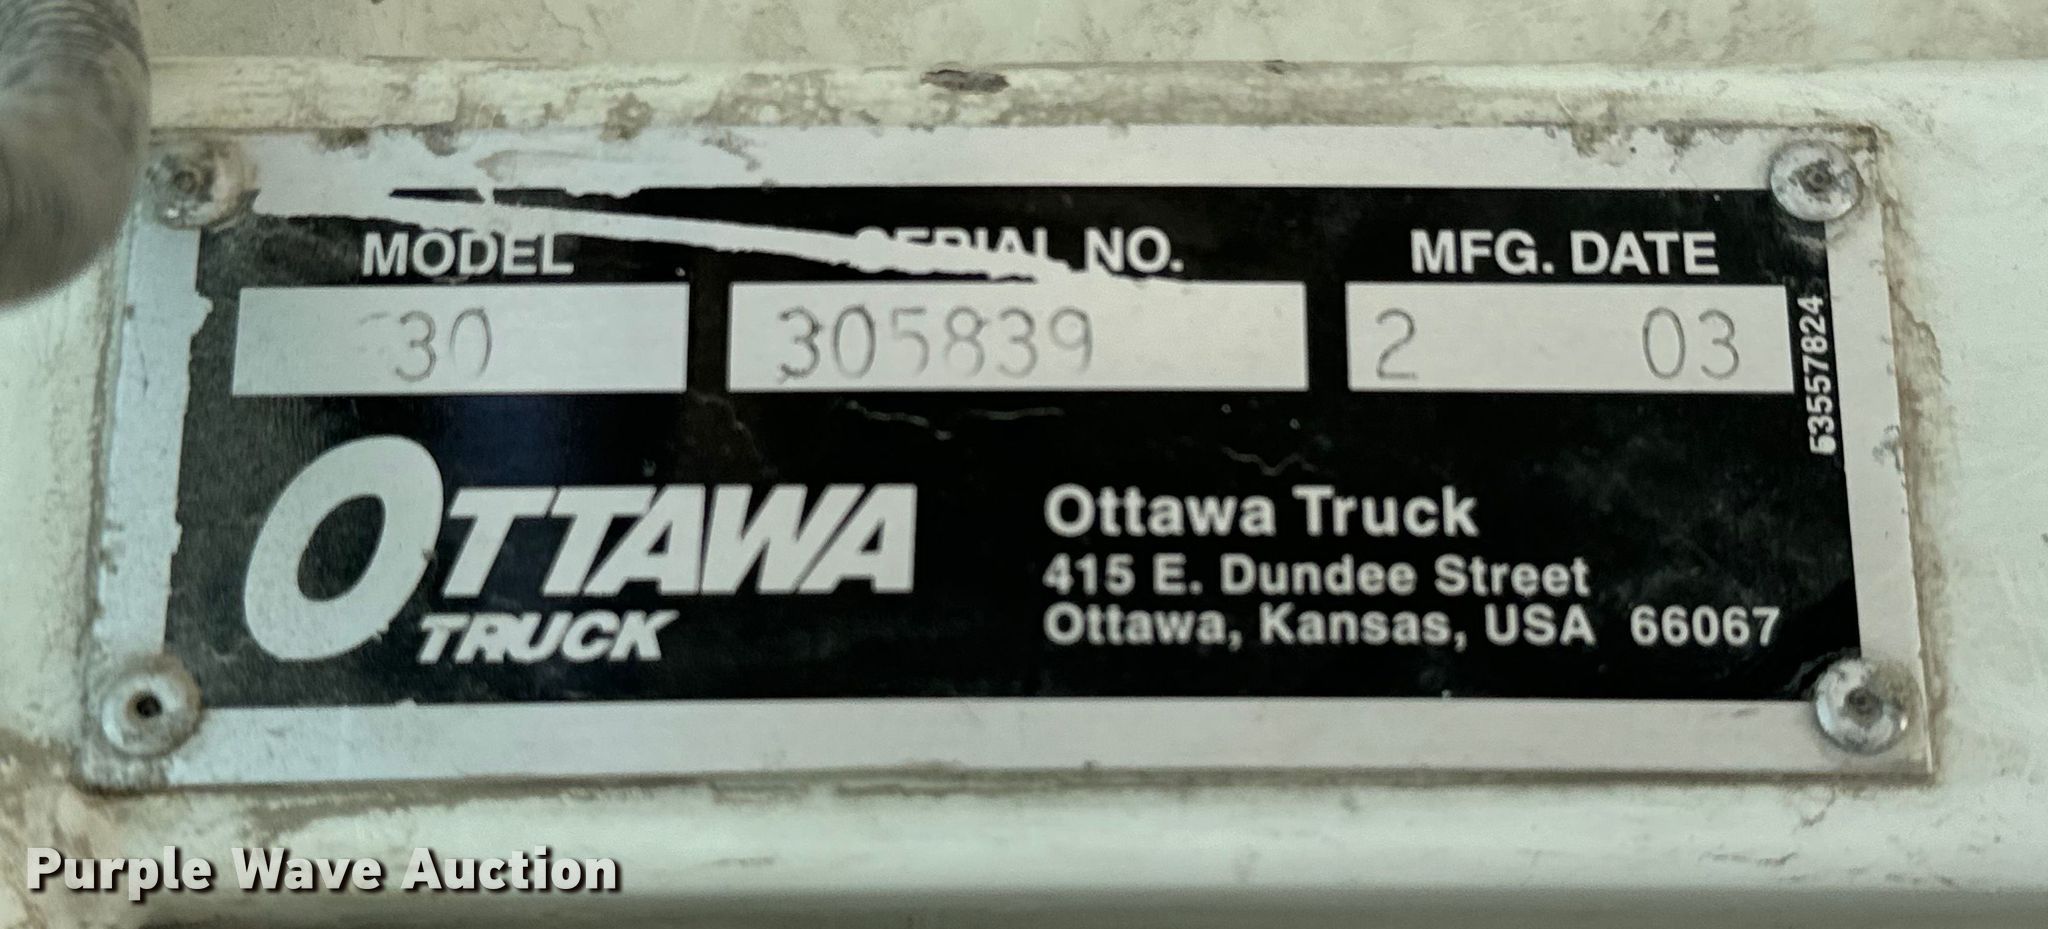 MODEL SERIAL NO. MFG. DATE
30 305839 2 03
53557824
OTTAWA
TRUCK
Ottawa Truck
415 E. Dundee Street
Ottawa, Kansas, USA 66067
Purple Wave Auction